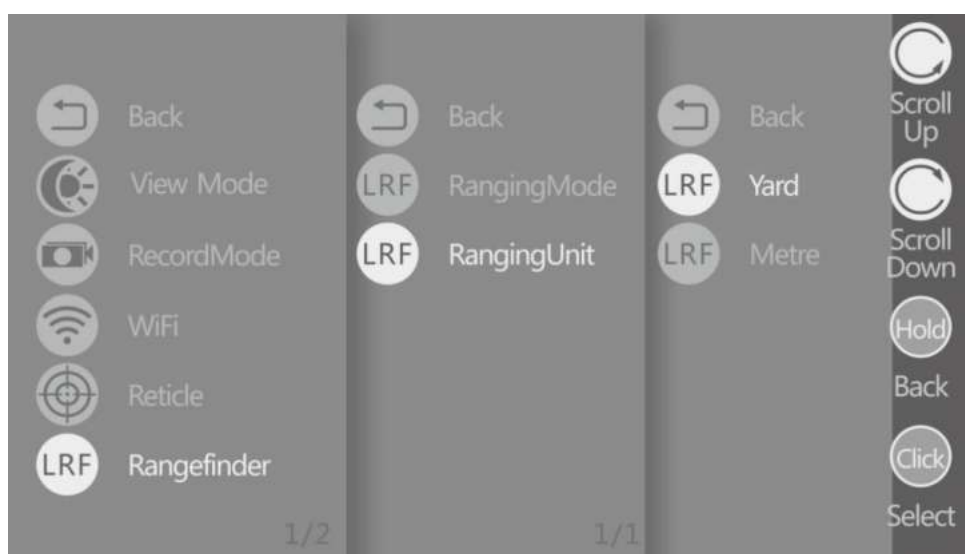 Back
View Mode
RecordMode
WiFi
Reticle
LRF Rangefinder
1/2
Back
LRF RangingMode
LRF RangingUnit
1/1
Back
LRF Yard
LRF Metre
Scroll
Up
Scroll
Down
Hold
Back
Click
Select